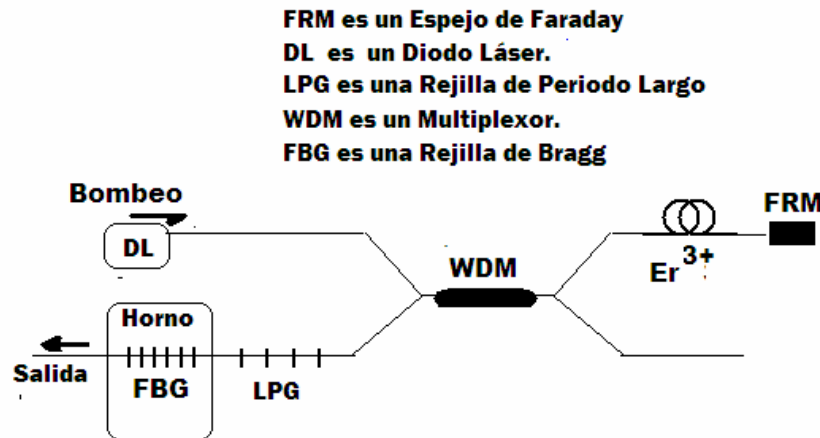 FRM es un Espejo de Faraday
DL es un Diodo Láser.
LPG es una Rejilla de Periodo Largo
WDM es un Multiplexor.
FBG es una Rejilla de Bragg
Bombeo
DL
WDM
Er3+
FRM
Horno
Salida
FBG
LPG